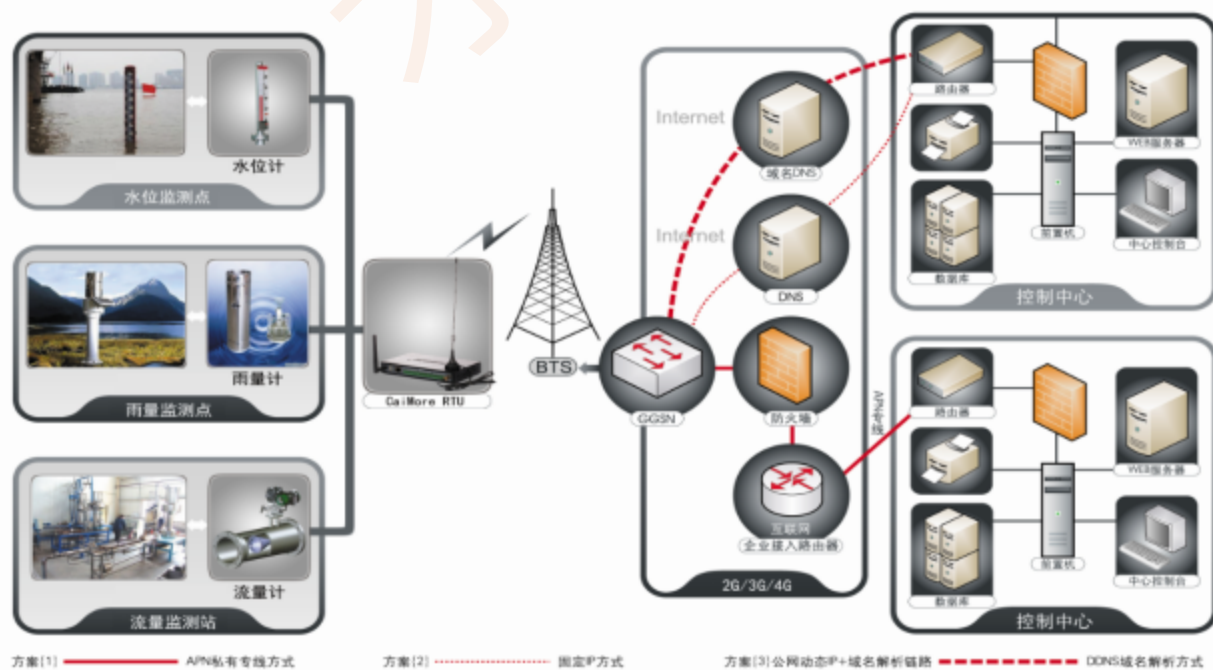 水位计
水位监测点
雨量计
雨量监测点
流量计
流量监测站
CaiMore RTU
BTS
GGSN
Internet
域名DNS
Internet
DNS
防火墙
互联网
企业接入路由器
2G/3G/4G
APN专线
路由器
WEB服务器
前置机
中心控制台
数据库
控制中心
路由器
WEB服务器
前置机
中心控制台
数据库
控制中心
方案[1] APN私有专线方式
方案[2] 固定IP方式
方案[3]公网动态IP+域名解析链路 DDNS域名解析方式